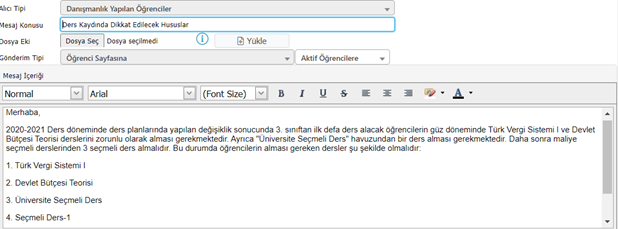 Alıcı Tipi Danışmanlık Yapılan Öğrenciler
Mesaj Konusu Ders Kaydında Dikkat Edilecek Hususlar
Dosya Eki Dosya Seç Dosya seçilmedi i Yükle
Gönderim Tipi Öğrenci Sayfasına Aktif Öğrencilere
Mesaj İçeriği
Normal Arial (Font Size) B I U S A
Merhaba,
2020-2021 Ders döneminde ders planlarında yapılan değişiklik sonucunda 3. sınıftan ilk defa ders alacak öğrencilerin güz döneminde Türk Vergi Sistemi I ve Devlet
Bütçesi Teorisi derslerini zorunlu olarak alması gerekmektedir. Ayrıca "Üniversite Seçmeli Ders" havuzundan bir ders alması gerekmektedir. Daha sonra maliye
seçmeli derslerinden 3 seçmeli ders almalıdır. Bu durumda öğrencilerin alması gereken dersler şu şekilde olmalıdır:
1. Türk Vergi Sistemi I
2. Devlet Bütçesi Teorisi
3. Üniversite Seçmeli Ders
4. Seçmeli Ders-1